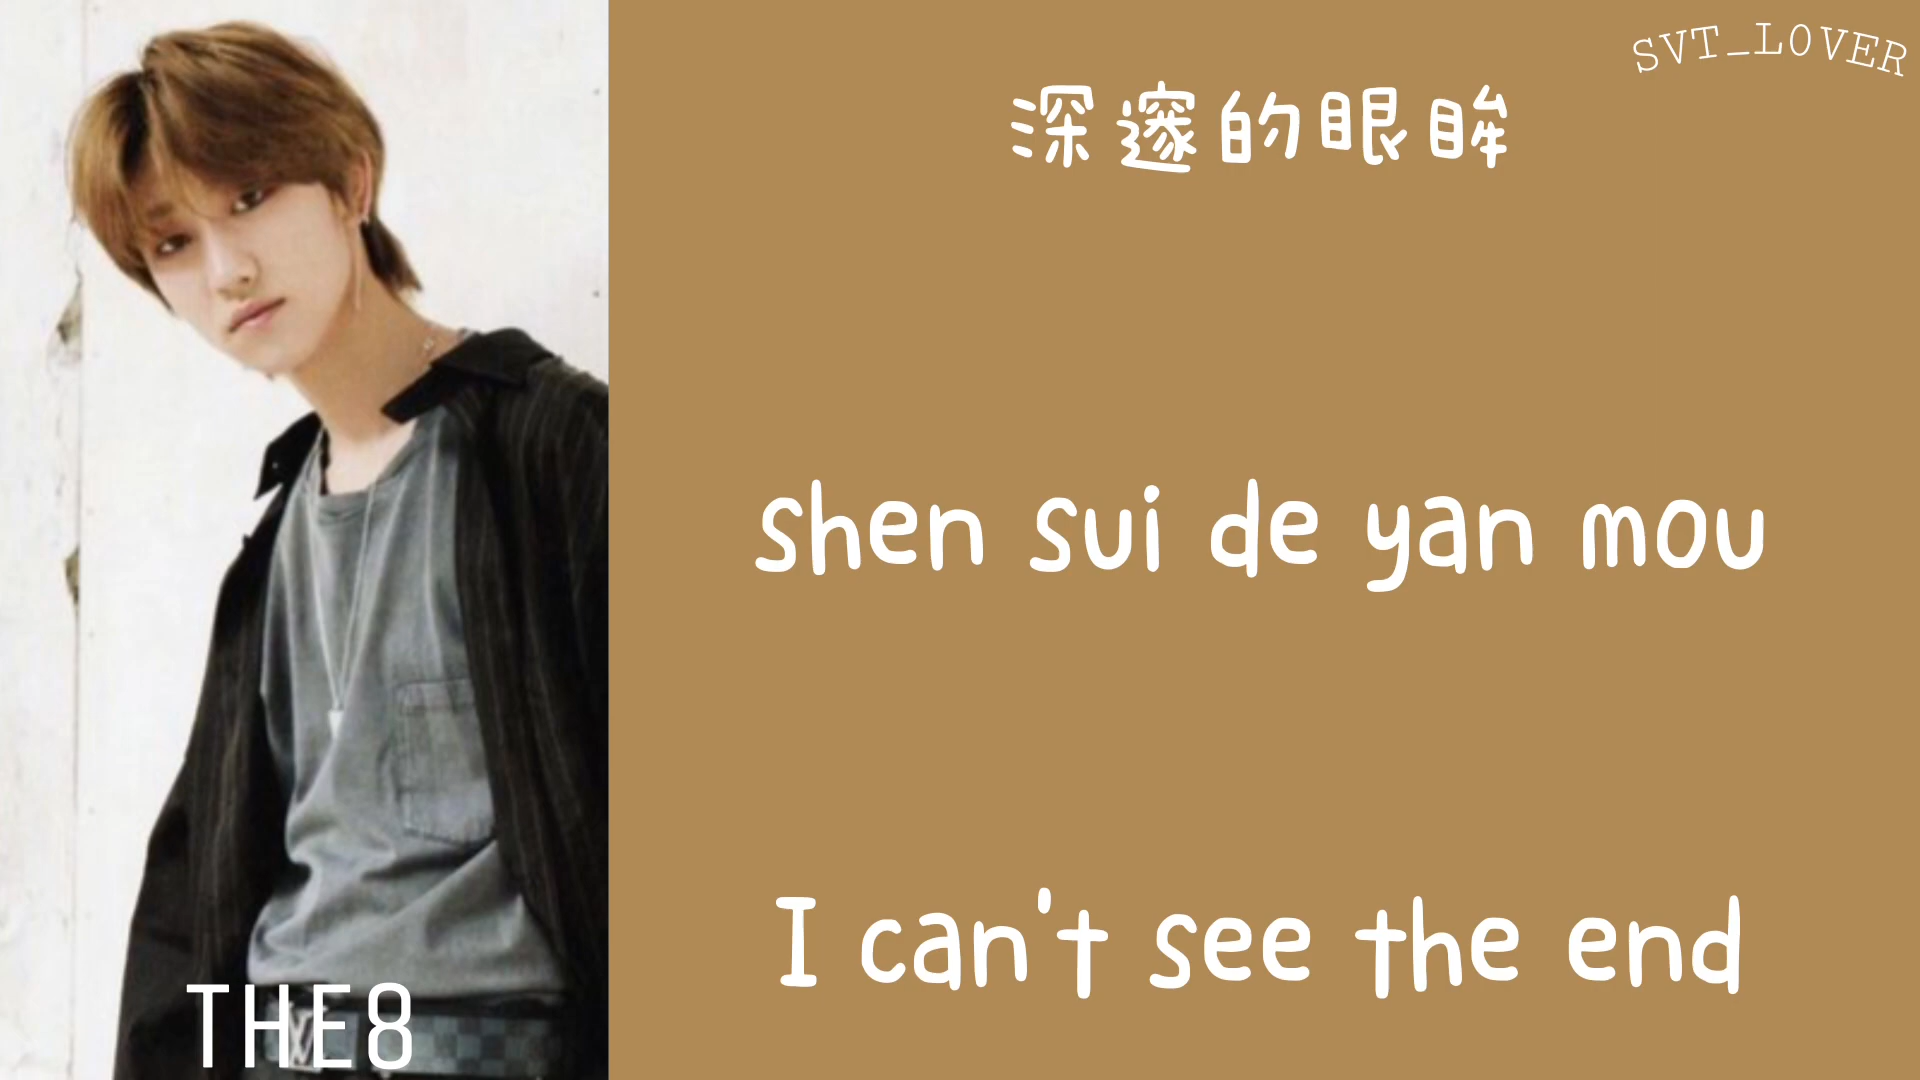 SVT_LOVER
深邃的眼眸
shen sui de yan mou
I can't see the end
THE8